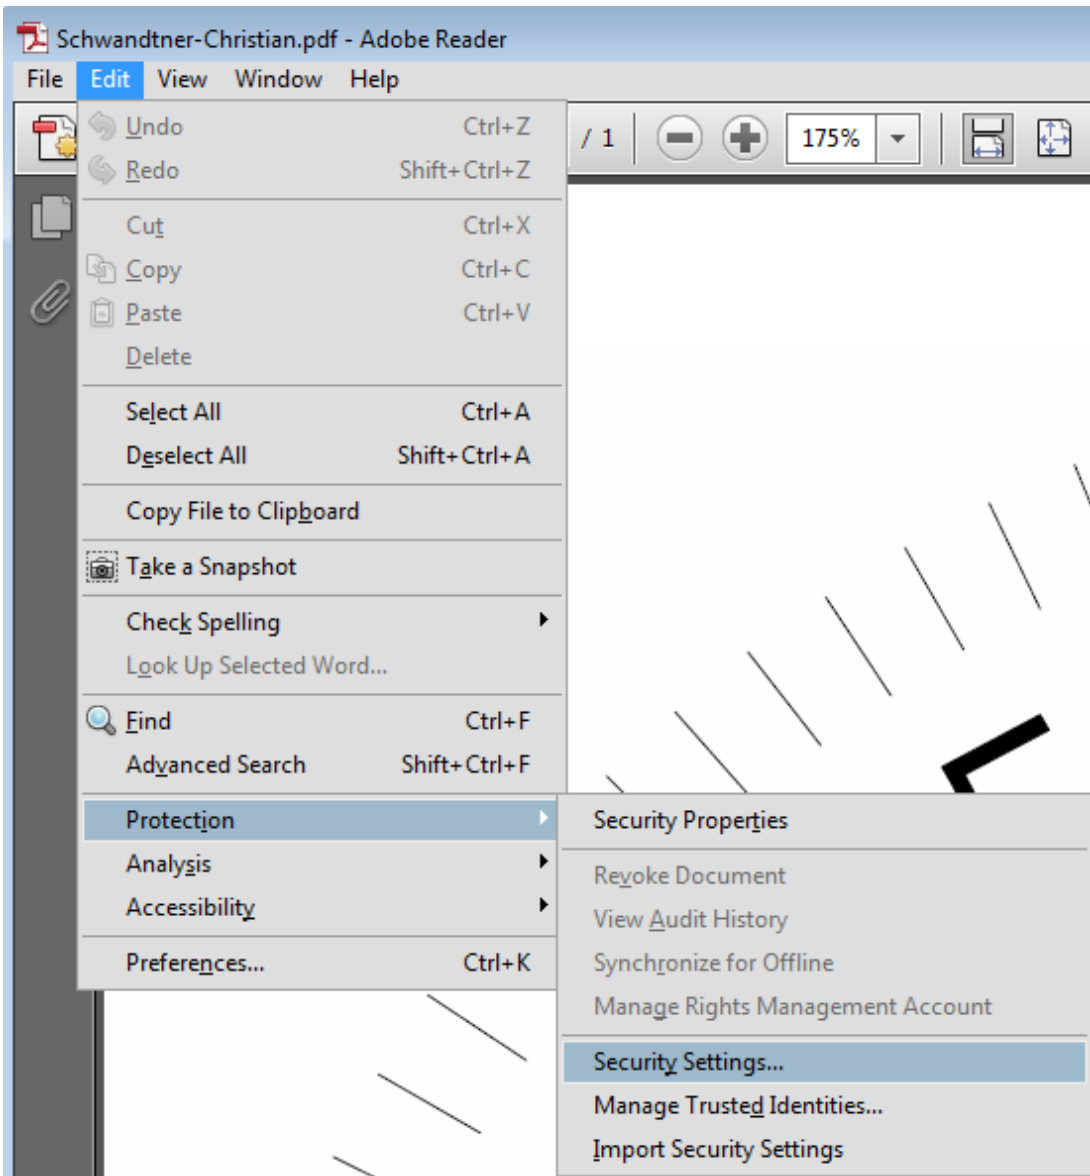 Schwandtner-Christian.pdf - Adobe Reader
File Edit View Window Help
/ 1 175%
Undo Ctrl+Z
Redo Shift+Ctrl+Z
Cut Ctrl+X
Copy Ctrl+C
Paste Ctrl+V
Delete
Select All Ctrl+A
Deselect All Shift+Ctrl+A
Copy File to Clipboard
Take a Snapshot
Check Spelling
Look Up Selected Word...
Find Ctrl+F
Advanced Search Shift+Ctrl+F
Protection
Analysis
Accessibility
Preferences... Ctrl+K
Security Properties
Revoke Document
View Audit History
Synchronize for Offline
Manage Rights Management Account
Security Settings...
Manage Trusted Identities...
Import Security Settings